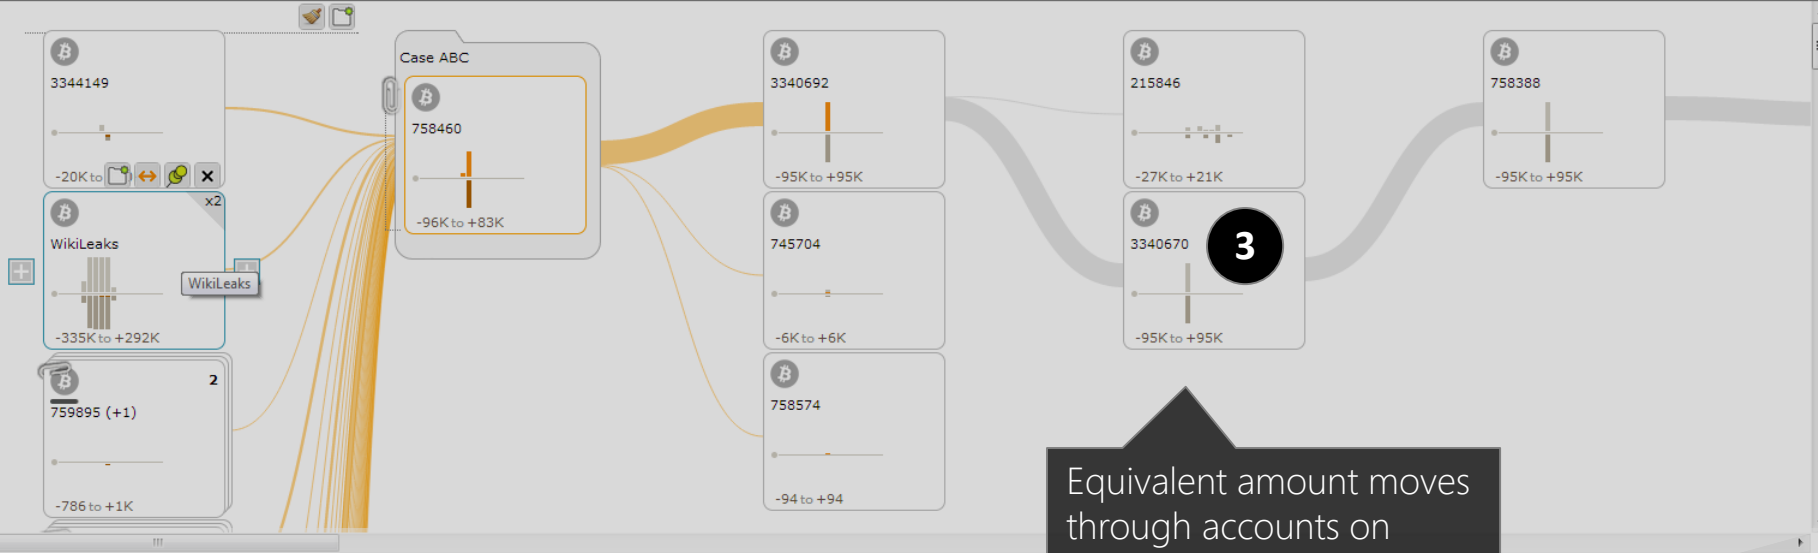 3344149
-20K to
x2
WikiLeaks
WikiLeaks
-335K to +292K
2
759895 (+1)
-786 to +1K
Case ABC
758460
-96K to +83K
3340692
-95K to +95K
745704
-6K to +6K
758574
-94 to +94
215846
-27K to +21K
3340670
3
-95K to +95K
758388
-95K to +95K
Equivalent amount moves
through accounts on